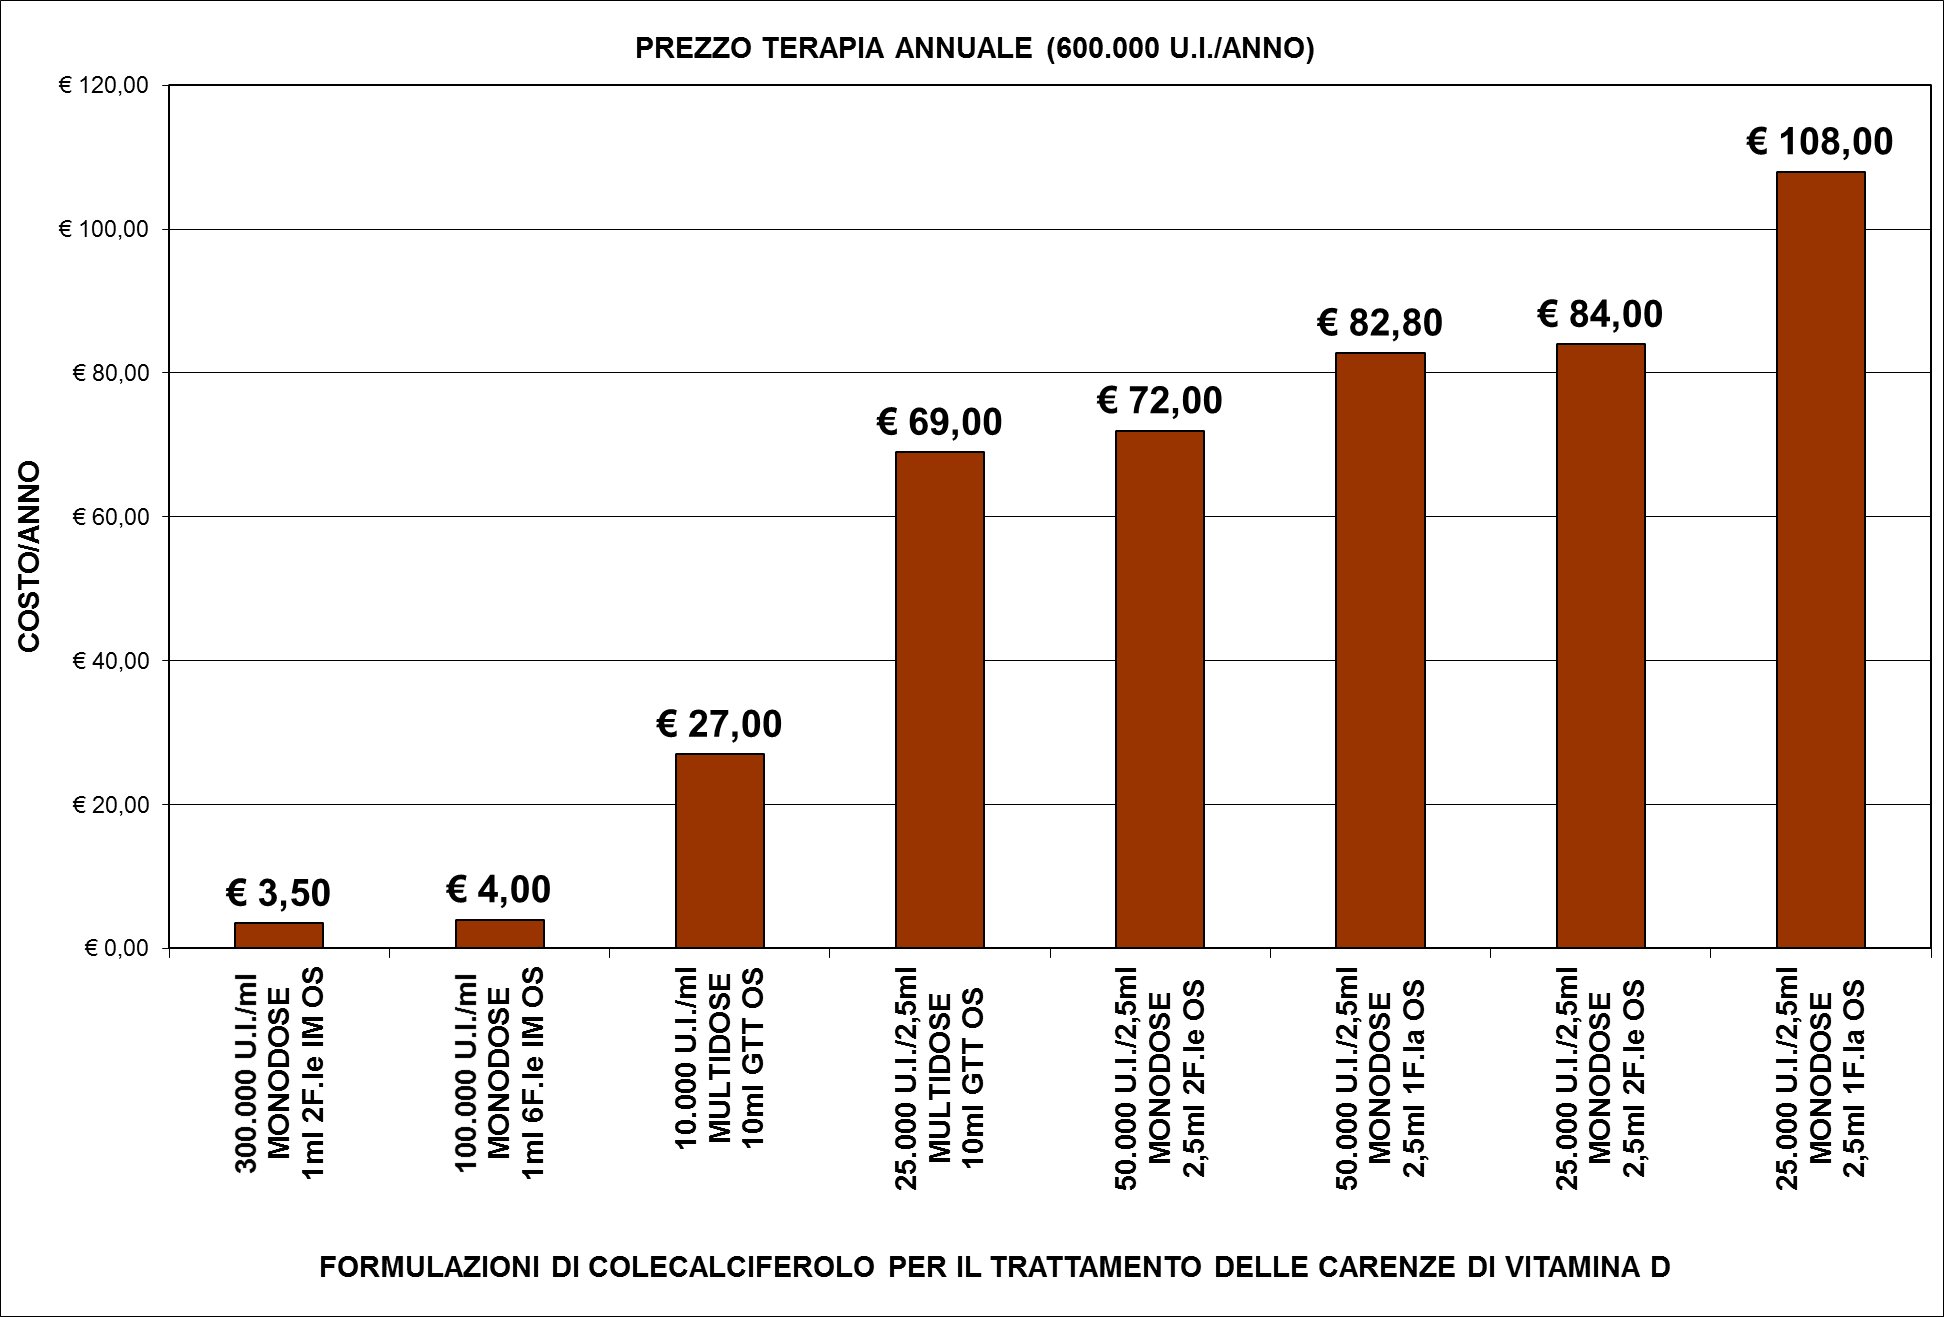 PREZZO TERAPIA ANNUALE (600.000 U.I./ANNO)
€ 120,00
€ 100,00
€ 80,00
€ 60,00
€ 40,00
€ 20,00
€ 0,00
COSTO/ANNO
€ 3,50
€ 4,00
€ 27,00
€ 69,00
€ 72,00
€ 82,80
€ 84,00
€ 108,00
300.000 U.I./ml
MONODOSE
1ml 2F.le IM OS
100.000 U.I./ml
MONODOSE
1ml 6F.le IM OS
10.000 U.I./ml
MULTIDOSE
10ml GTT OS
25.000 U.I./2,5ml
MULTIDOSE
10ml GTT OS
50.000 U.I./2,5ml
MONODOSE
2,5ml 2F.le OS
50.000 U.I./2,5ml
MONODOSE
2,5ml 1F.la OS
25.000 U.I./2,5ml
MONODOSE
2,5ml 2F.le OS
25.000 U.I./2,5ml
MONODOSE
2,5ml 1F.la OS
FORMULAZIONI DI COLECALCIFEROLO PER IL TRATTAMENTO DELLE CARENZE DI VITAMINA D